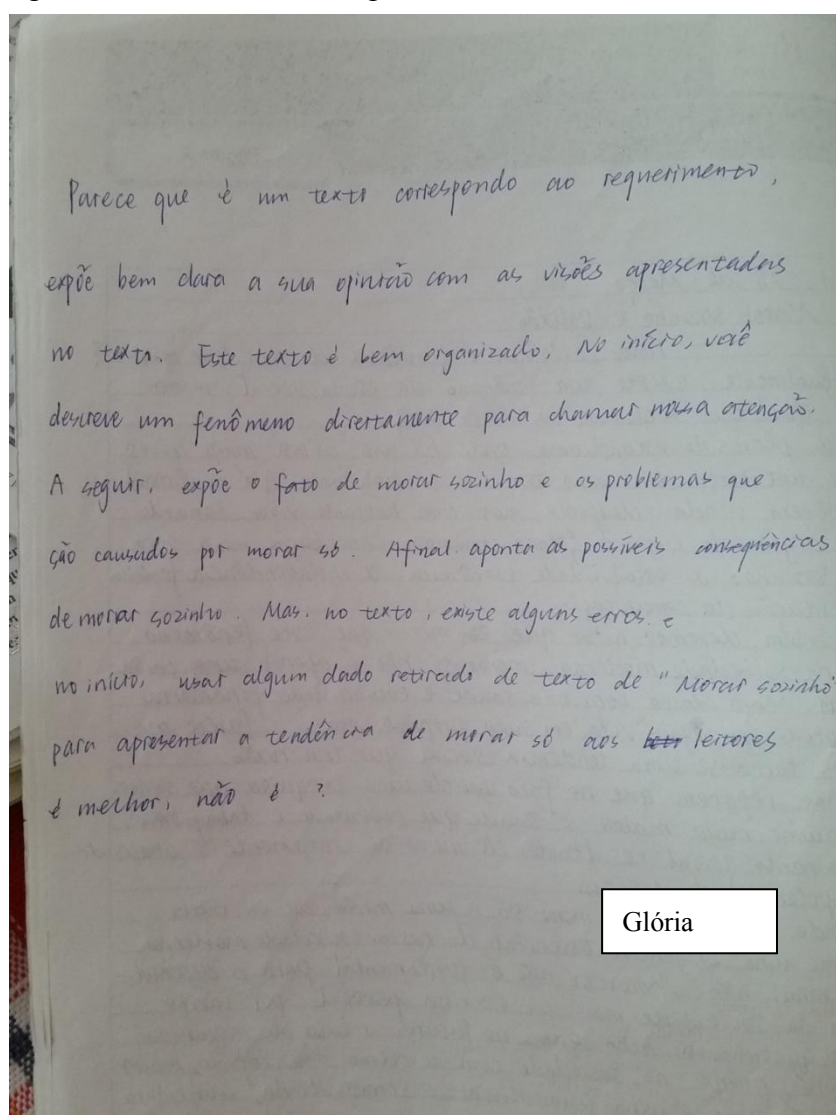 Parece que é um texto correspondo ao requerimento,
expõe bem clara a sua opinião com as visões apresentadas
no texto. Este texto é bem organizado, No início, você
descreve um fenômeno directamente para chamar nossa atenção.
A seguir, expõe o fato de morar sozinho e os problemas que
ção causados por morar só. Afinal aponta as possíveis consequências
de morar sozinho. Mas, no texto, existe alguns erros. e
no início, usar algum dado retirado de texto de "Morar sozinho"
para apresentar a tendência de morar só aos leitores
é melhor, não é ?
Glória